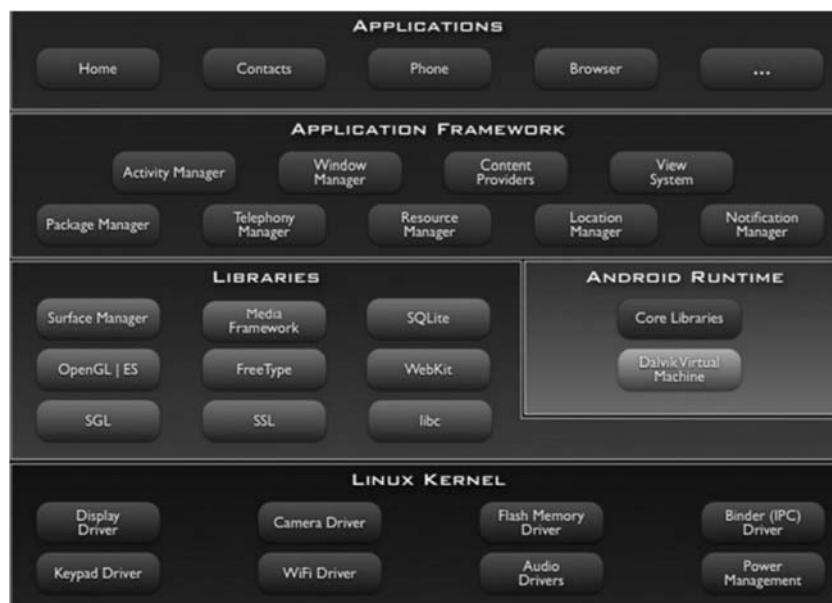 APPLICATIONS
Home Contacts Phone Browser ...
APPLICATION FRAMEWORK
Activity Manager Window Manager Content Providers View System
Package Manager Telephony Manager Resource Manager Location Manager Notification Manager
LIBRARIES
Surface Manager Media Framework SQLite
OpenGL | ES FreeType WebKit
SGL SSL libc
ANDROID RUNTIME
Core Libraries
Dalvik Virtual Machine
LINUX KERNEL
Display Driver Camera Driver Flash Memory Driver Binder (IPC) Driver
Keypad Driver WiFi Driver Audio Drivers Power Management